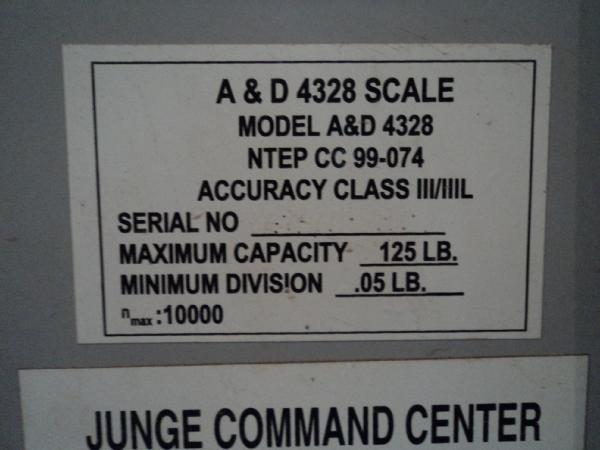 A & D 4328 SCALE
MODEL A&D 4328
NTEP CC 99-074
ACCURACY CLASS III/IIIL
SERIAL NO
MAXIMUM CAPACITY 125 LB.
MINIMUM DIVISION .05 LB.
nmax :10000
JUNGE COMMAND CENTER